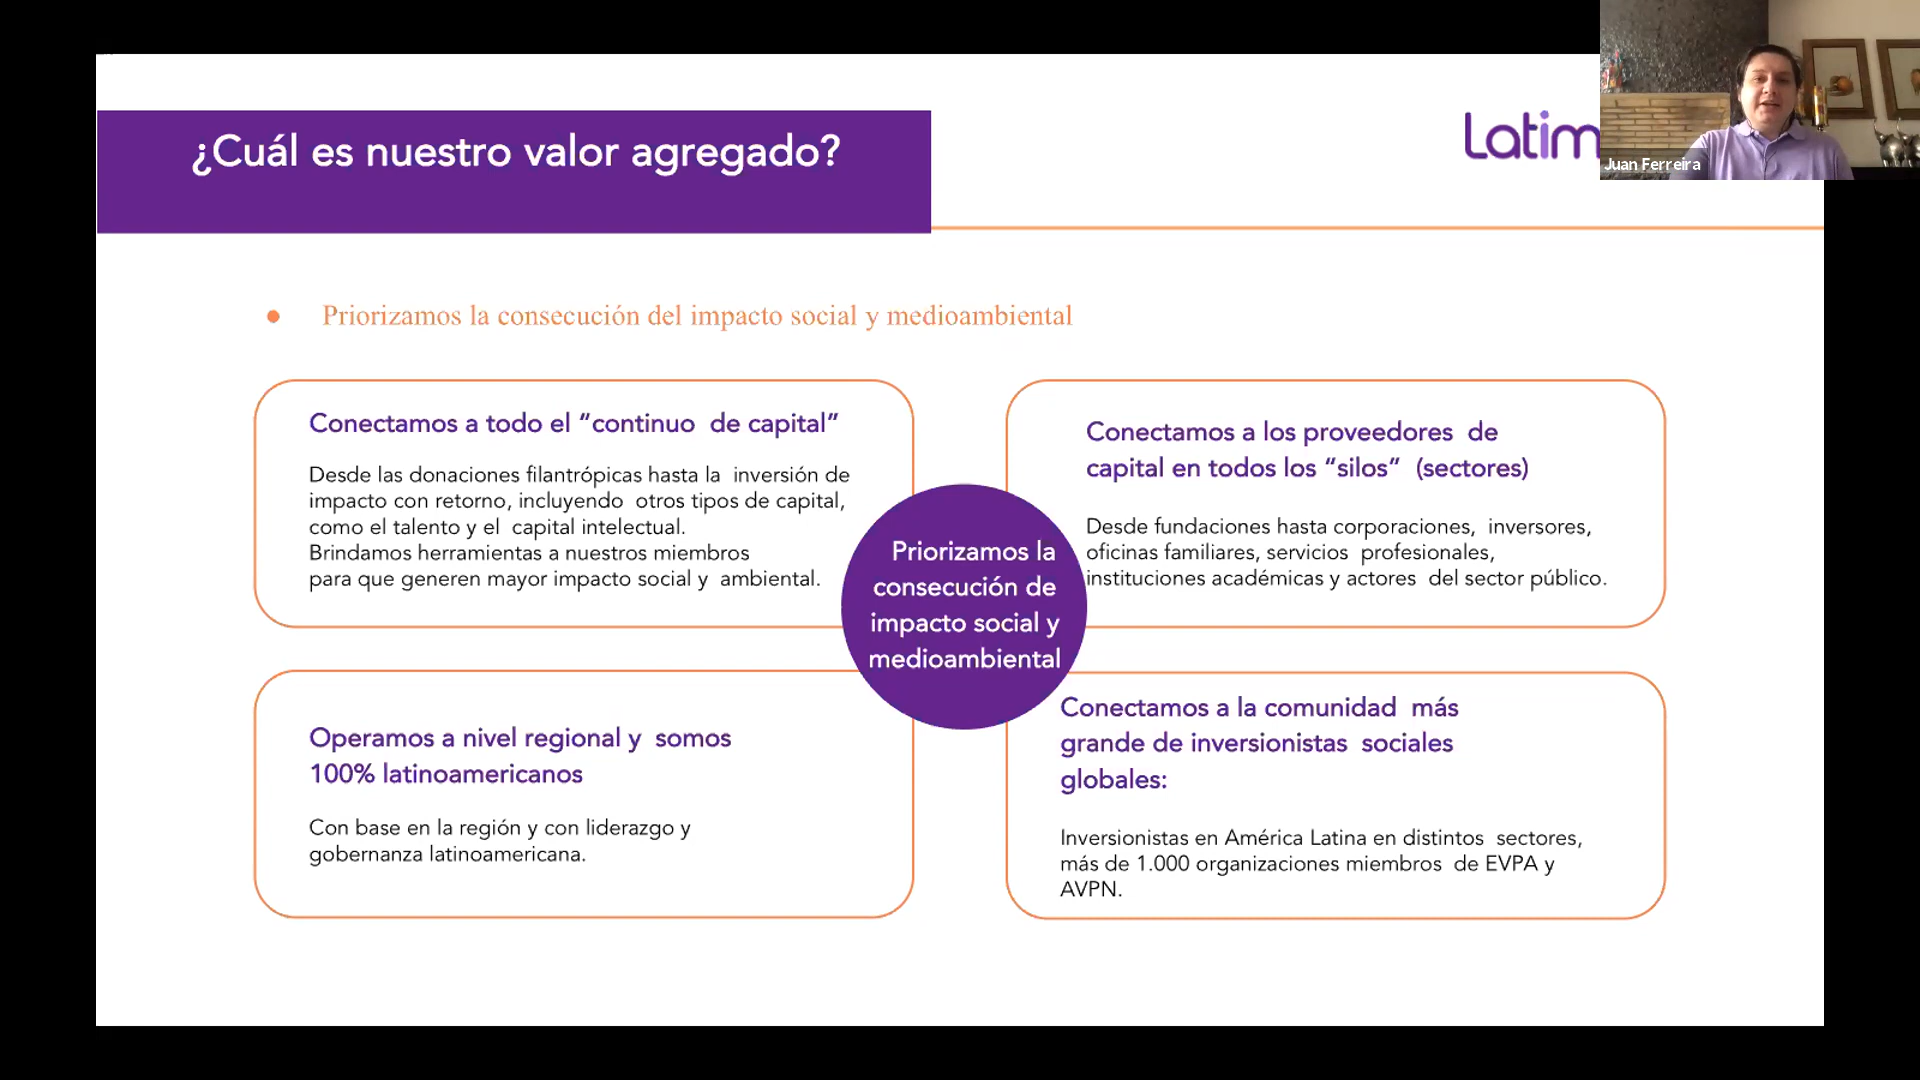 ¿Cuál es nuestro valor agregado?
Latim
Juan Ferreira
● Priorizamos la consecución del impacto social y medioambiental
Conectamos a todo el “continuo de capital”
Desde las donaciones filantrópicas hasta la inversión de
impacto con retorno, incluyendo otros tipos de capital,
como el talento y el capital intelectual.
Brindamos herramientas a nuestros miembros
para que generen mayor impacto social y ambiental.
Conectamos a los proveedores de
capital en todos los “silos” (sectores)
Desde fundaciones hasta corporaciones, inversores,
oficinas familiares, servicios profesionales,
instituciones académicas y actores del sector público.
Priorizamos la
consecución de
impacto social y
medioambiental
Operamos a nivel regional y somos
100% latinoamericanos
Con base en la región y con liderazgo y
gobernanza latinoamericana.
Conectamos a la comunidad más
grande de inversionistas sociales
globales:
Inversionistas en América Latina en distintos sectores,
más de 1.000 organizaciones miembros de EVPA y
AVPN.